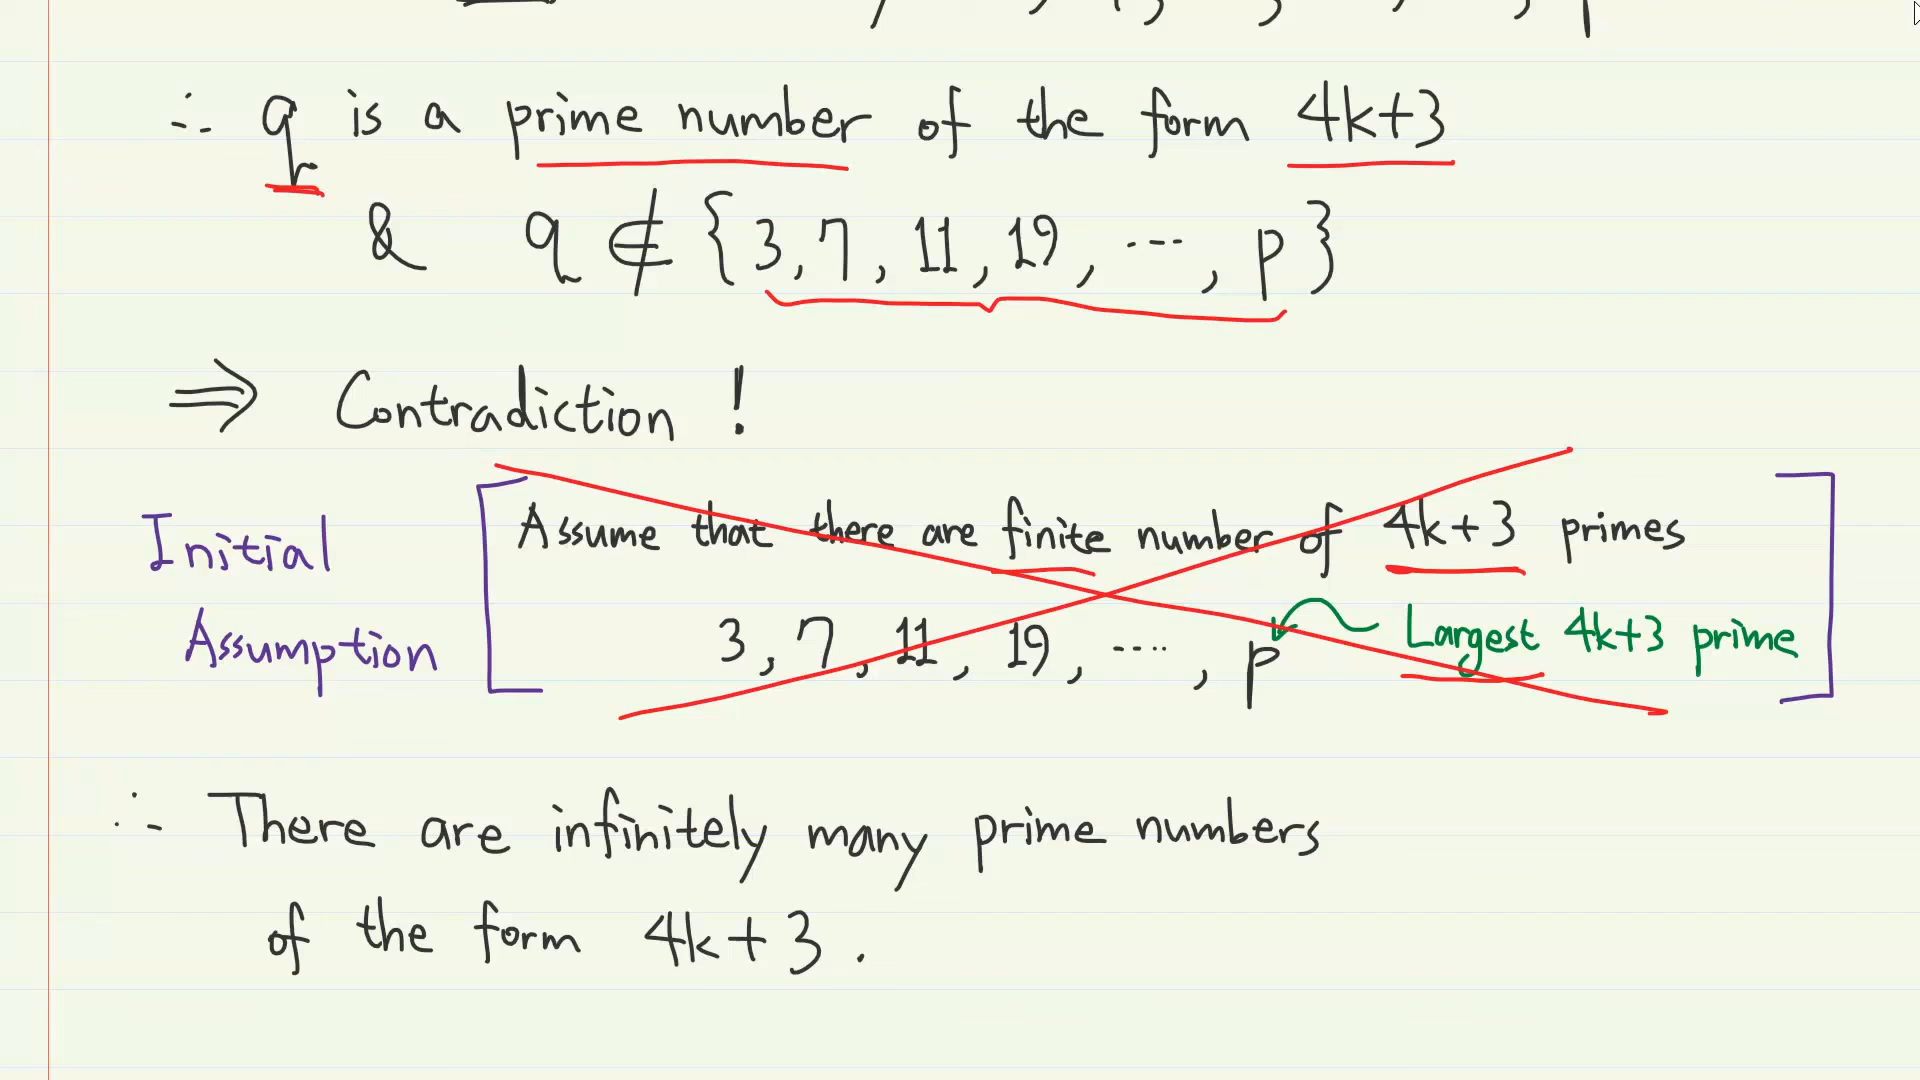 ∴ q is a prime number of the form 4k+3
& q ∉ {3, 7, 11, 19, ..., p}
⇒ Contradiction !
Initial Assumption
[Assume that there are finite number of 4k+3 primes
3, 7, 11, 19, ....., p Largest 4k+3 prime]
∴ There are infinitely many prime numbers
of the form 4k+3.